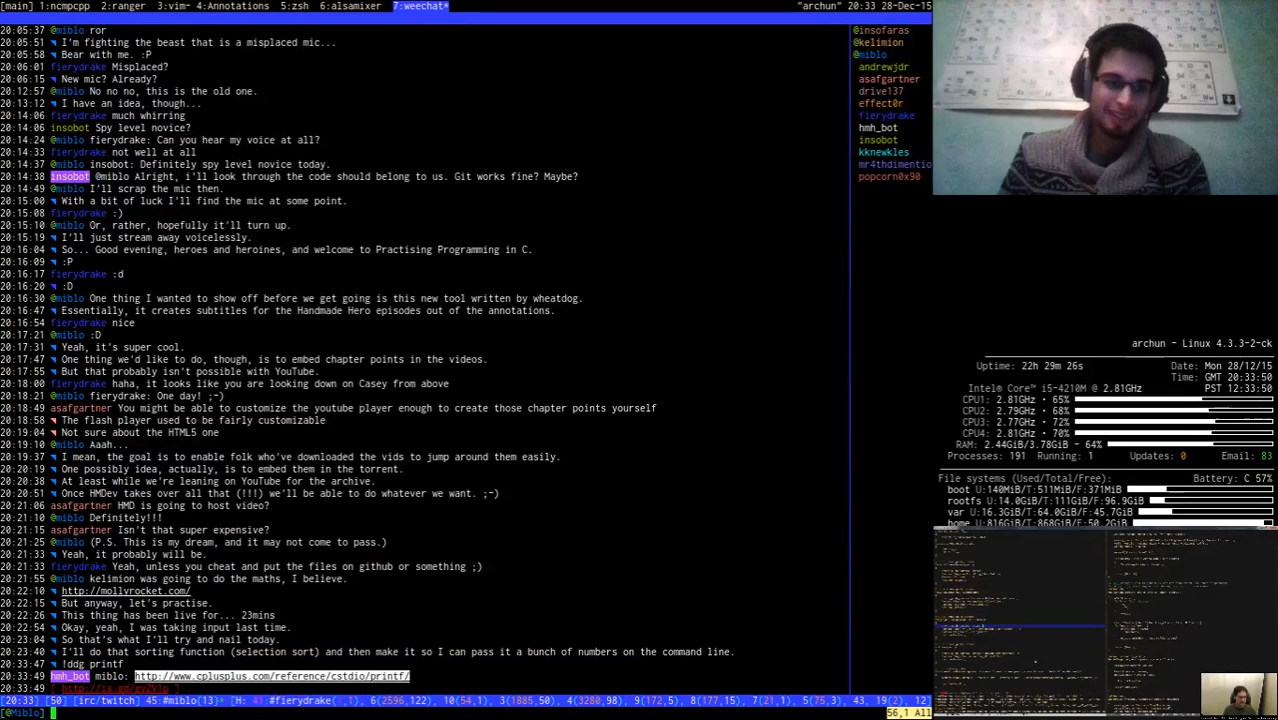 [main] 1:ncmpcpp 2:ranger 3:vim- 4:Annotations 5:zsh 6:alsamixer 7:weechat* "archun" 20:33 28-Dec-15
20:05:37 @miblo ror
20:05:51 I'm fighting the beast that is a misplaced mic...
20:05:58 Bear with me. :P
20:06:01 fierydrake Misplaced?
20:06:15 New mic? Already?
20:12:57 @miblo No no no, this is the old one.
20:13:12 I have an idea, though...
20:14:06 fierydrake much whirring
20:14:06 insobot Spy level novice?
20:14:24 @miblo fierydrake: Can you hear my voice at all?
20:14:33 fierydrake not well at all
20:14:37 @miblo insobot: Definitely spy level novice today.
20:14:38 insobot @miblo Alright, i'll look through the code should belong to us. Git works fine? Maybe?
20:14:49 @miblo I'll scrap the mic then.
20:15:00 With a bit of luck I'll find the mic at some point.
20:15:08 fierydrake :)
20:15:10 @miblo Or, rather, hopefully it'll turn up.
20:15:19 I'll just stream away voicelessly.
20:16:04 So... Good evening, heroes and heroines, and welcome to Practising Programming in C.
20:16:09 :P
20:16:17 fierydrake :d
20:16:20 :D
20:16:30 @miblo One thing I wanted to show off before we get going is this new tool written by wheatdog.
20:16:47 Essentially, it creates subtitles for the Handmade Hero episodes out of the annotations.
20:16:54 fierydrake nice
20:17:21 @miblo :D
20:17:31 Yeah, it's super cool.
20:17:47 One thing we'd like to do, though, is to embed chapter points in the videos.
20:17:55 But that probably isn't possible with YouTube.
20:18:00 fierydrake haha, it looks like you are looking down on Casey from above
20:18:21 @miblo fierydrake: One day! ;-)
20:18:49 asafgartner You might be able to customize the youtube player enough to create those chapter points yourself
20:18:58 The flash player used to be fairly customizable
20:19:04 Not sure about the HTML5 one
20:19:10 @miblo Aaah...
20:19:37 I mean, the goal is to enable folk who've downloaded the vids to jump around them easily.
20:20:19 One possibly idea, actually, is to embed them in the torrent.
20:20:38 At least while we're leaning on YouTube for the archive.
20:20:51 Once HMDev takes over all that (!!!) we'll be able to do whatever we want. ;-)
20:21:06 asafgartner HMD is going to host video?
20:21:10 @miblo Definitely!!!
20:21:15 asafgartner Isn't that super expensive?
20:21:25 @miblo (P.S. This is my dream, and it may not come to pass.)
20:21:33 Yeah, it probably will be.
20:21:33 fierydrake Yeah, unless you cheat and put the files on github or something ;)
20:21:55 @miblo kelimion was going to do the maths, I believe.
20:22:10 http://mollyrocket.com/
20:22:15 But anyway, let's practise.
20:22:26 This thing has been live for... 23mins
20:22:54 Okay, yeah, I was taking input last time.
20:23:04 So that's what I'll try and nail today.
20:23:40 I'll do that sorting function (selection sort) and then make it so I can pass it a bunch of numbers on the command line.
20:33:47 !ddg printf
20:33:49 hmh_bot miblo: http://www.cplusplus.com/reference/cstdio/printf/
20:33:49
[20:33] [50] [irc/twitch] 45:#miblo(13)
#fierydrake
[@Miblo]
56,1 All
@insofaras
@kelimion
@miblo
andrewjdr
asafgartner
drive137
effect0r
fierydrake
hmh_bot
insobot
kknewkles
mr4thdimentio
popcorn0x90
archun - Linux 4.3.3-2-ck
Uptime: 22h 29m 26s Date: Mon 28/12/15
Time: GMT 20:33:50
PST 12:33:50
Intel® Core™ i5-4210M @ 2.81GHz
CPU1: 2.81GHz · 65%
CPU2: 2.79GHz · 68%
CPU3: 2.77GHz · 72%
CPU4: 2.81GHz · 70%
RAM: 2.44GiB/3.78GiB - 64%
Processes: 191 Running: 1 Updates: 0 Email: 83
File systems (Used/Total/Free): Battery: C 57%
boot U:140MiB/T:511MiB/F:371MiB
rootfs U:14.0GiB/T:111GiB/F:96.9GiB
var U:16.3GiB/T:64.0GiB/F:45.7GiB
home U:816GiB/T:868GiB/F:50.2GiB